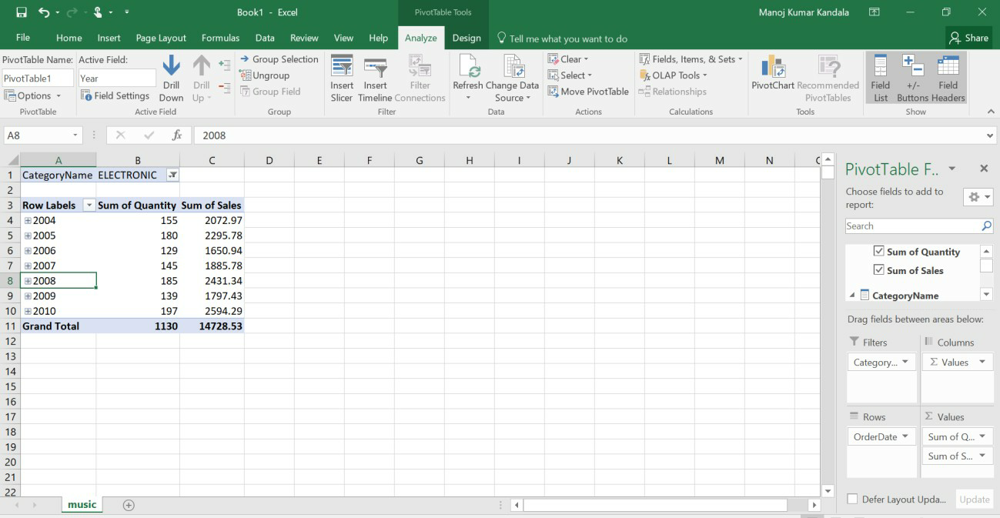 Book1 - Excel
PivotTable Tools
Manoj Kumar Kandala
File Home Insert Page Layout Formulas Data Review View Help Analyze Design Tell me what you want to do Share
PivotTable Name:
PivotTable1
Options
PivotTable
Active Field:
Year
Field Settings
Drill Down
Drill Up
Active Field
Group Selection
Ungroup
Group Field
Group
Insert Slicer
Insert Timeline
Filter Connections
Filter
Refresh
Change Data Source
Data
Clear
Select
Move PivotTable
Actions
Fields, Items, & Sets
OLAP Tools
Relationships
Calculations
PivotChart
Recommended PivotTables
Tools
Field List
+/- Buttons
Field Headers
Show
A8 fx 2008
A B C D E F G H I J K L M N
1 CategoryName ELECTRONIC
2
3 Row Labels Sum of Quantity Sum of Sales
4 2004 155 2072.97
5 2005 180 2295.78
6 2006 129 1650.94
7 2007 145 1885.78
8 2008 185 2431.34
9 2009 139 1797.43
10 2010 197 2594.29
11 Grand Total 1130 14728.53
12
13
14
15
16
17
18
19
20
21
22
music
PivotTable F..
Choose fields to add to
report:
Search
Sum of Quantity
Sum of Sales
CategoryName
Drag fields between areas below:
Filters
Category...
Columns
Σ Values
Rows
OrderDate
Σ Values
Sum of Q...
Sum of S...
Defer Layout Upda... Update